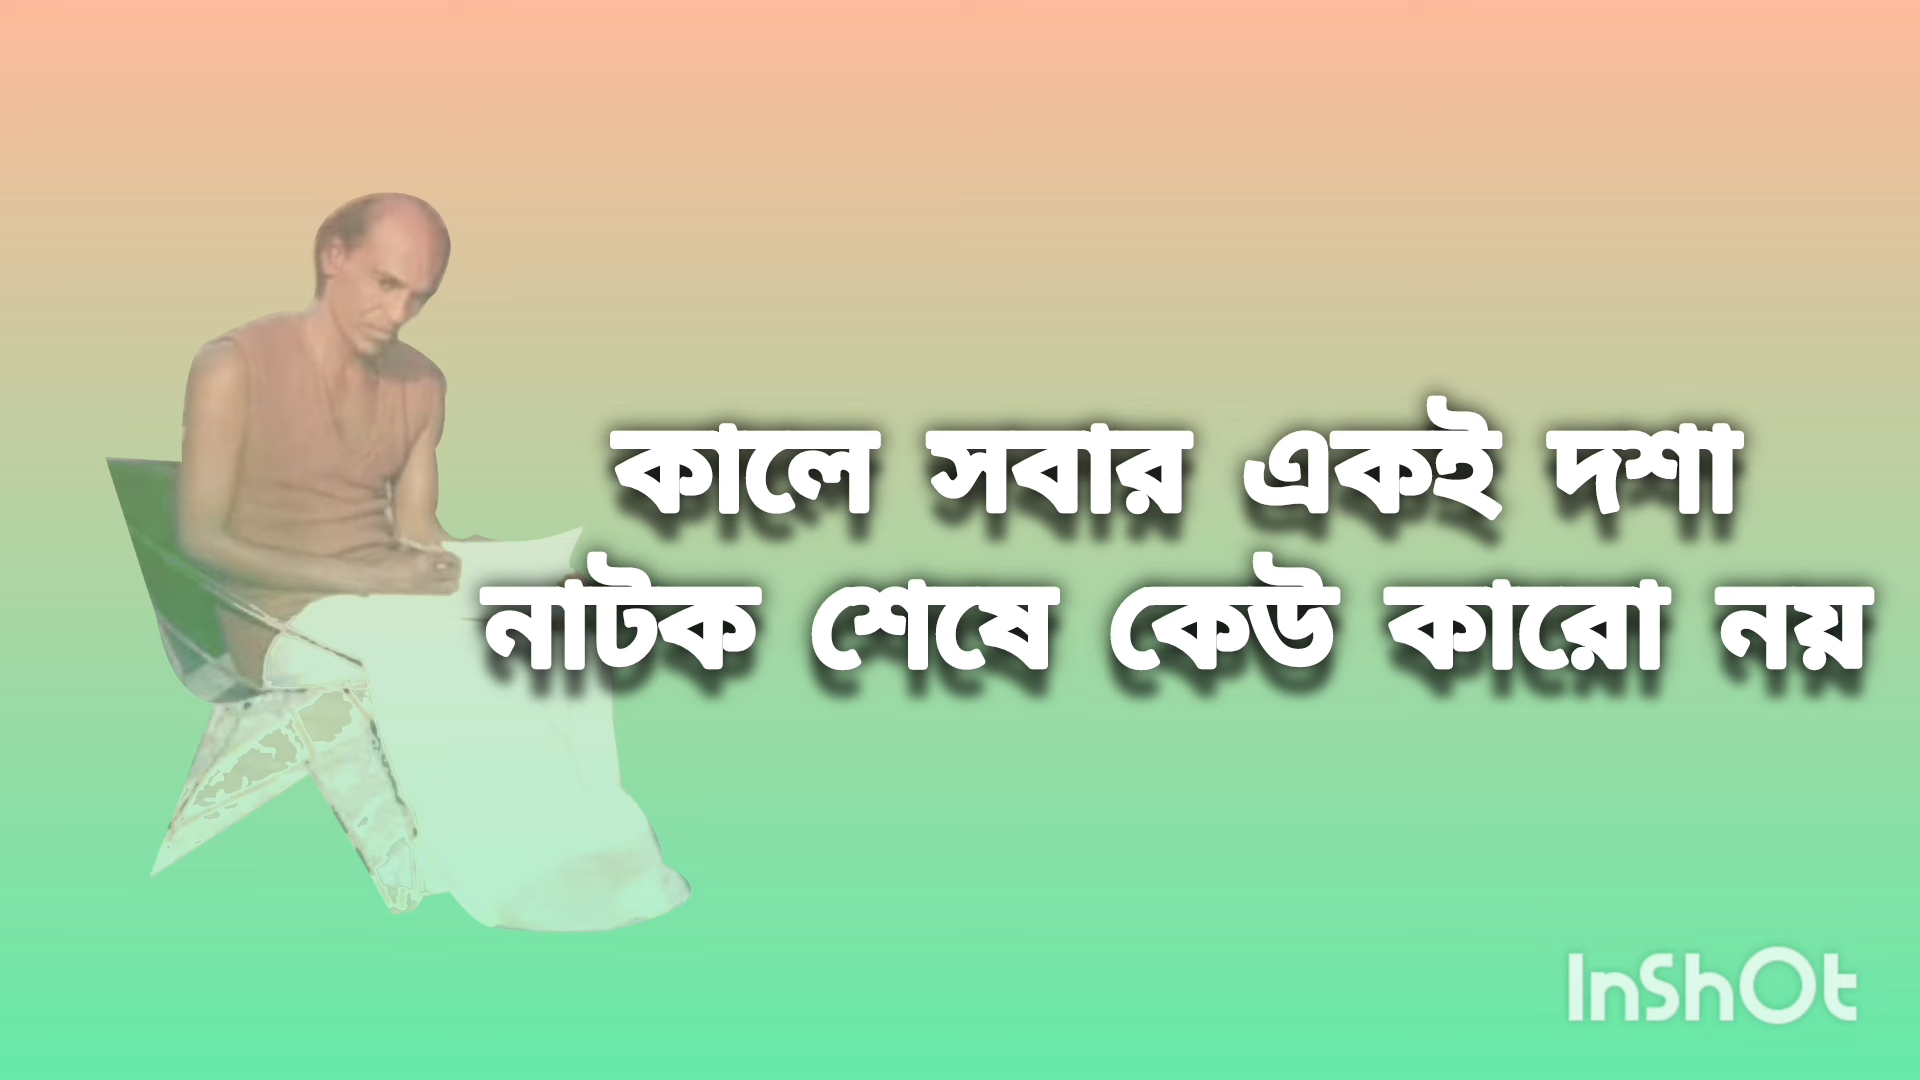 কালে সবার একই দশা
নাটক শেষে কেউ কারো নয়
InShOt